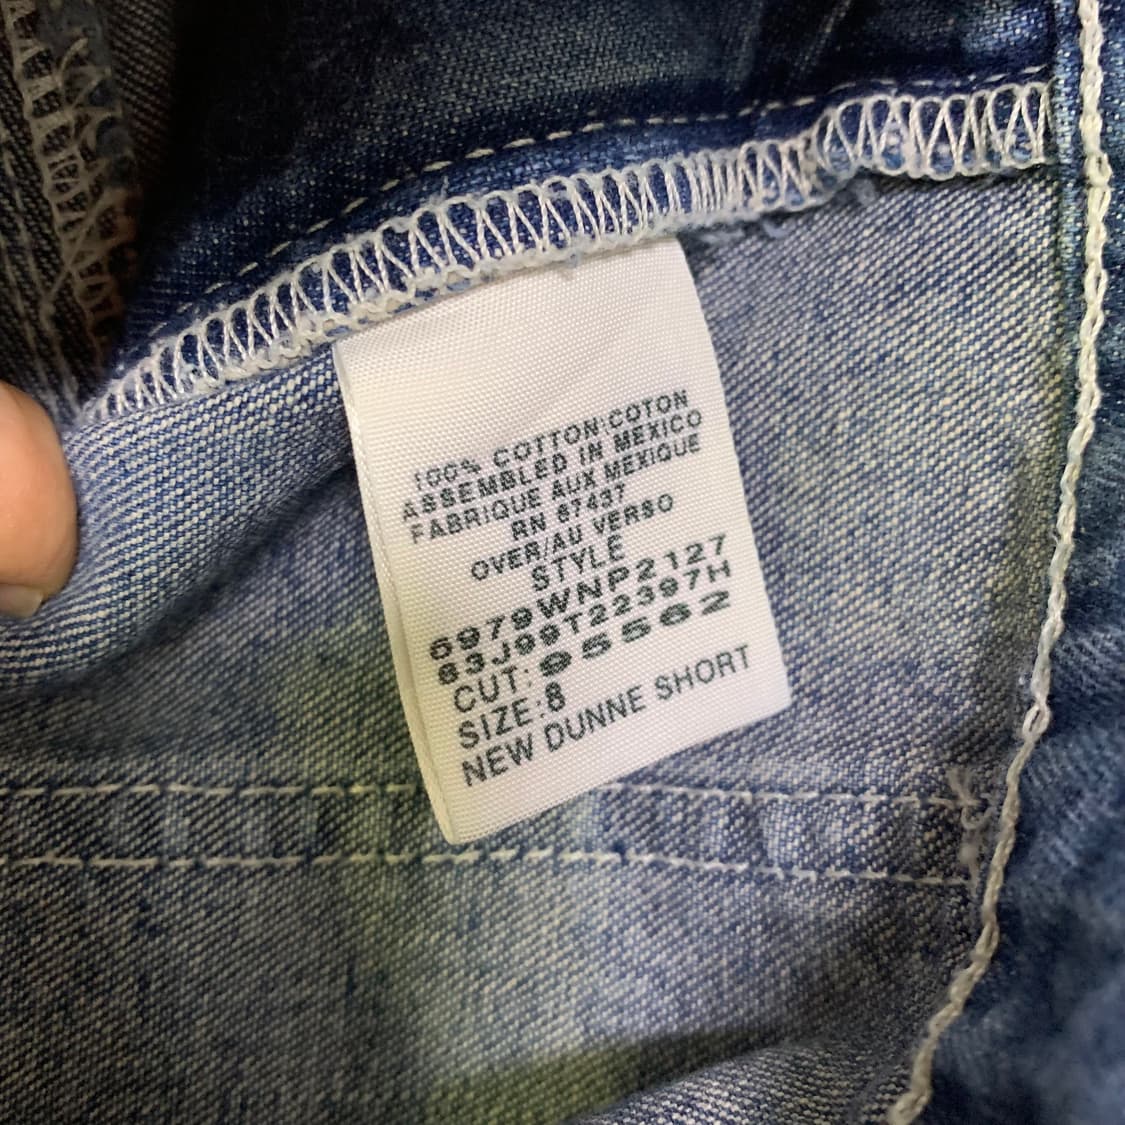 100% COTTON\COTON
ASSEMBLED IN MEXICO
FABRIQUE AUX MEXIQUE
RN 67437
OVER/AU VERSO
STYLE
6979WNP2127
63J99T22397H
CUT: 95562
SIZE:8
NEW DUNNE SHORT